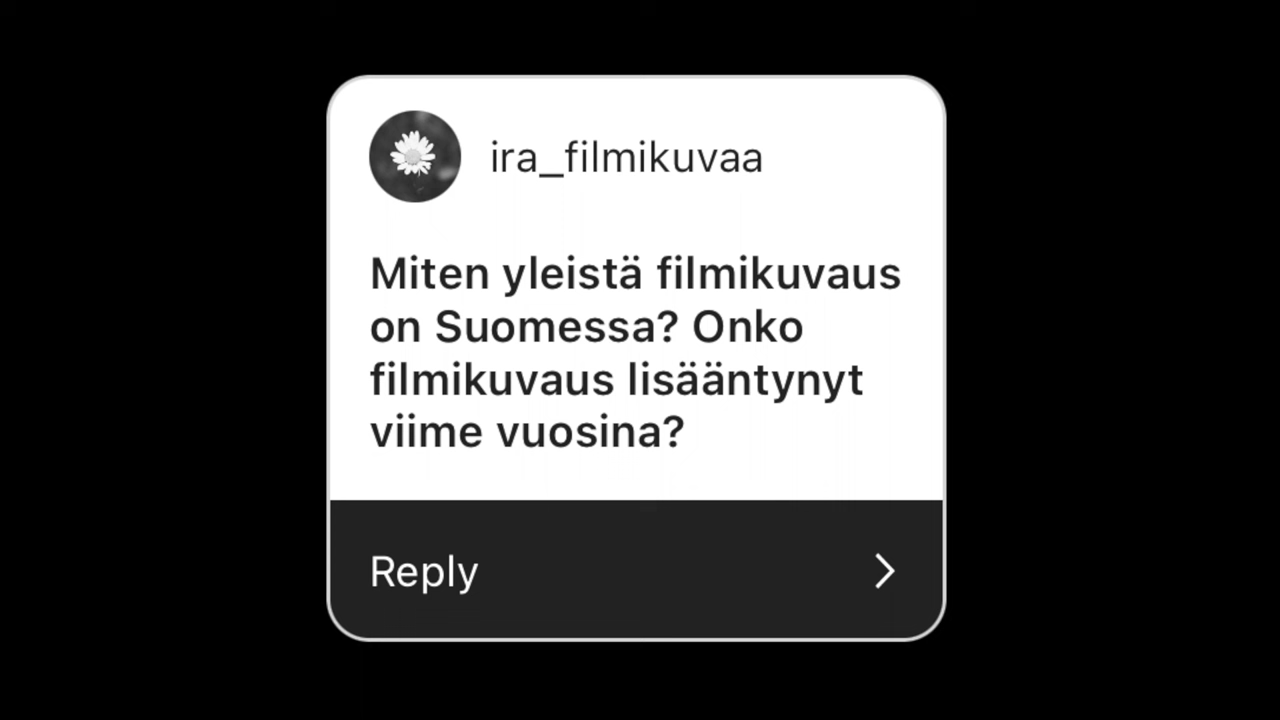 ira_filmikuvaa
Miten yleistä filmikuvaus
on Suomessa? Onko
filmikuvaus lisääntynyt
viime vuosina?
Reply